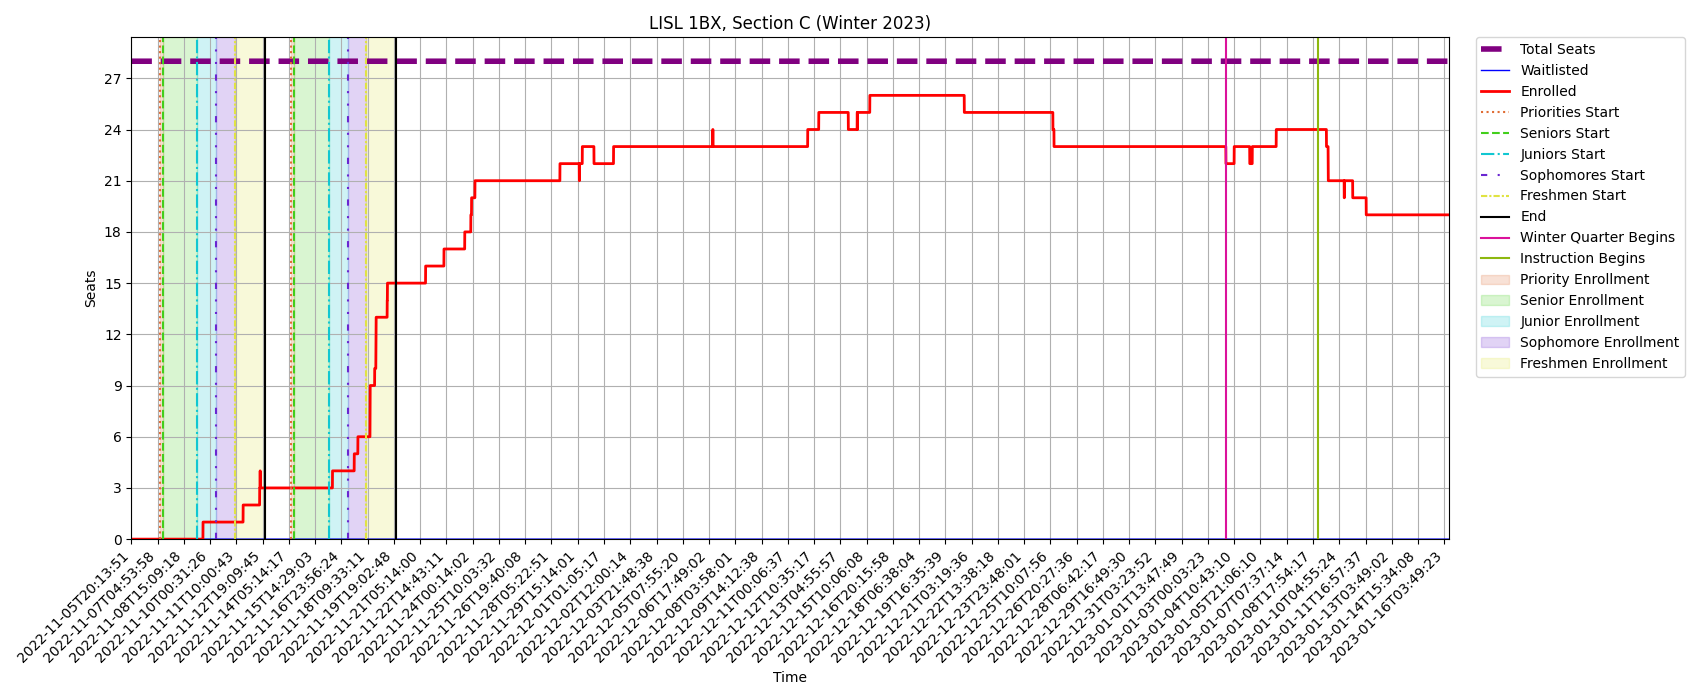 LISL 1BX, Section C (Winter 2023)
Seats
27
24
21
18
15
12
9
6
3
0
2022-11-05T20:13:51
2022-11-07T04:53:58
2022-11-08T15:09:18
2022-11-10T00:31:26
2022-11-11T10:00:43
2022-11-12T19:09:45
2022-11-14T05:14:17
2022-11-15T14:29:03
2022-11-16T23:56:24
2022-11-18T09:33:11
2022-11-19T19:02:48
2022-11-21T05:14:00
2022-11-22T14:43:11
2022-11-24T00:14:02
2022-11-25T10:03:32
2022-11-26T19:40:08
2022-11-28T05:22:51
2022-11-29T15:14:01
2022-12-01T01:05:17
2022-12-02T12:00:14
2022-12-03T21:48:38
2022-12-05T07:55:20
2022-12-06T17:49:02
2022-12-08T03:58:01
2022-12-09T14:12:38
2022-12-11T00:06:37
2022-12-12T10:35:17
2022-12-13T04:55:57
2022-12-15T10:06:08
2022-12-16T20:15:58
2022-12-18T06:38:04
2022-12-19T16:35:39
2022-12-21T03:19:36
2022-12-22T13:38:18
2022-12-23T23:48:01
2022-12-25T10:07:56
2022-12-26T20:27:36
2022-12-28T06:42:17
2022-12-29T16:49:30
2022-12-31T03:23:52
2023-01-01T13:47:49
2023-01-03T00:03:23
2023-01-04T10:43:10
2023-01-05T21:06:10
2023-01-07T07:37:14
2023-01-08T17:54:17
2023-01-10T04:55:24
2023-01-11T16:57:37
2023-01-13T03:49:02
2023-01-14T15:34:08
2023-01-16T03:49:23
Time
Total Seats
Waitlisted
Enrolled
Priorities Start
Seniors Start
Juniors Start
Sophomores Start
Freshmen Start
End
Winter Quarter Begins
Instruction Begins
Priority Enrollment
Senior Enrollment
Junior Enrollment
Sophomore Enrollment
Freshmen Enrollment